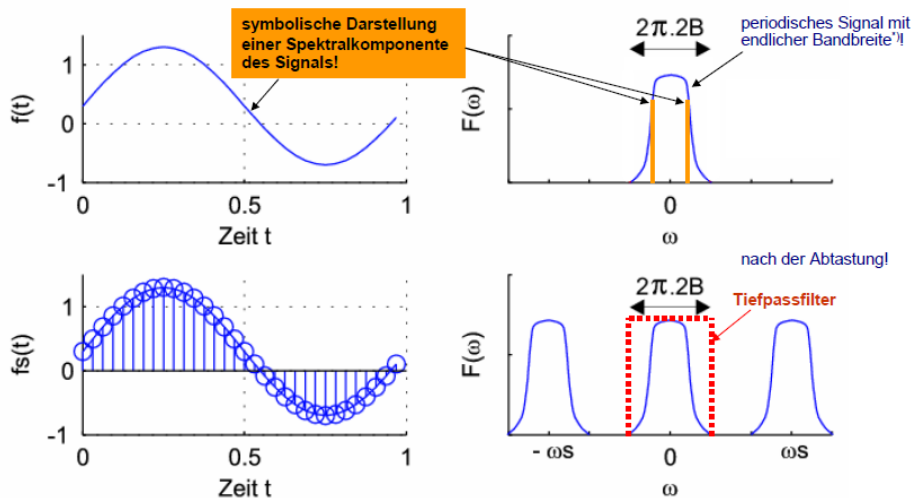 symbolische Darstellung
einer Spektralkomponente
des Signals!
f(t)
1
0
-1
0
0.5
1
Zeit t
2π.2B
periodisches Signal mit
endlicher Bandbreite*)!
F(ω)
0
ω
fs(t)
1
0
-1
0
0.5
1
Zeit t
nach der Abtastung!
2π.2B
Tiefpassfilter
F(ω)
- ωs
0
ωs
ω